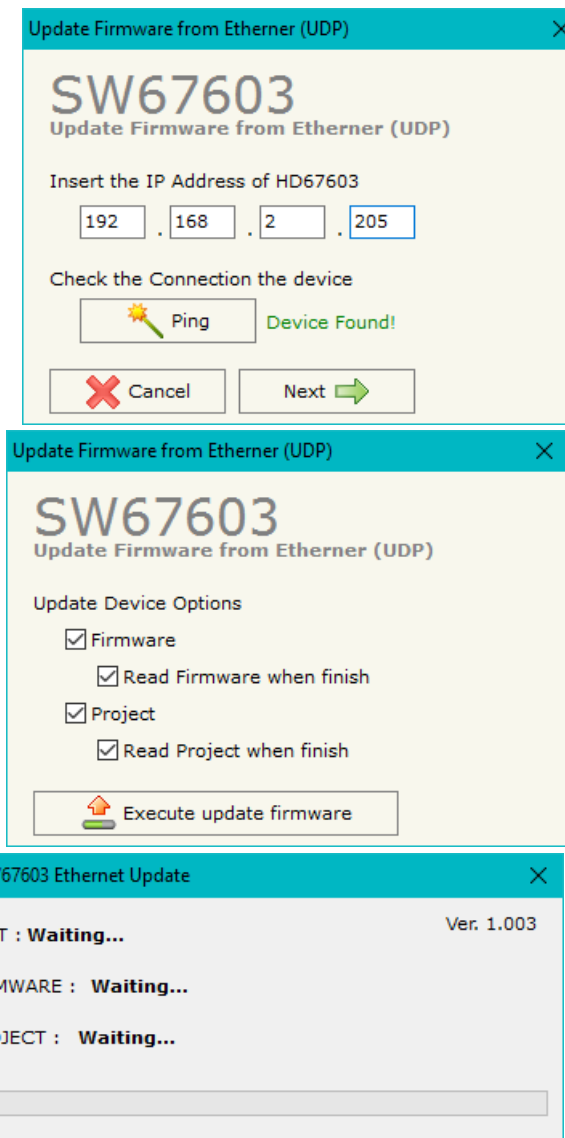 Update Firmware from Etherner (UDP)
SW67603
Update Firmware from Etherner (UDP)
Insert the IP Address of HD67603
192 . 168 . 2 . 205
Check the Connection the device
Ping Device Found!
Cancel Next
Update Firmware from Etherner (UDP)
SW67603
Update Firmware from Etherner (UDP)
Update Device Options
Firmware
Read Firmware when finish
Project
Read Project when finish
Execute update firmware
67603 Ethernet Update
Ver. 1.003
T : Waiting...
MWARE : Waiting...
JECT : Waiting...